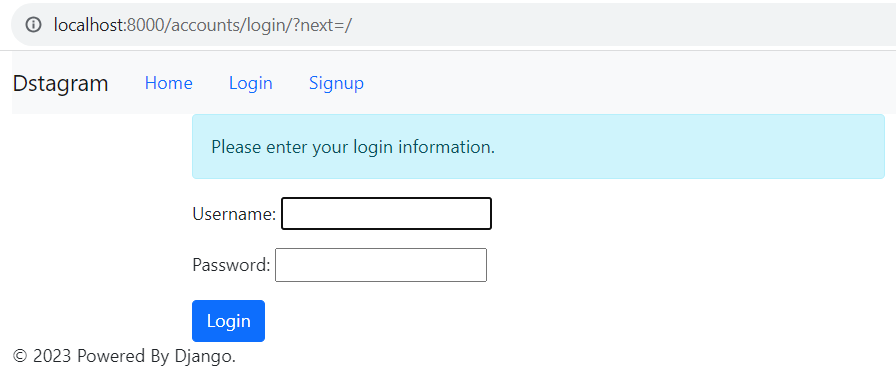 localhost:8000/accounts/login/?next=/
Dstagram Home Login Signup
Please enter your login information.
Username:
Password:
Login
© 2023 Powered By Django.